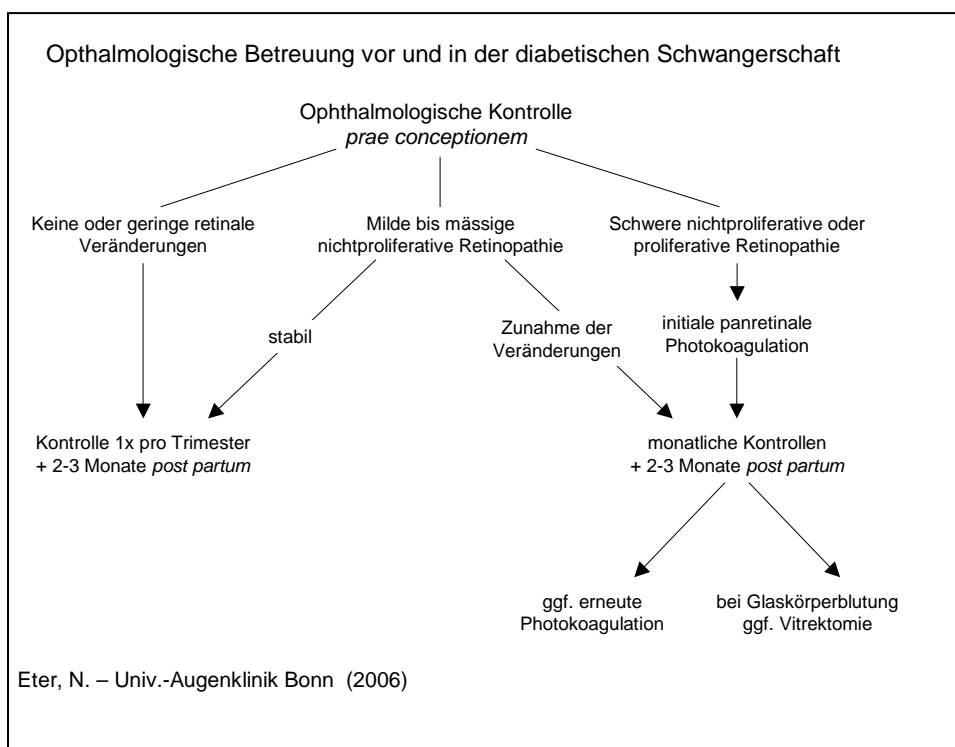 Opthalmologische Betreuung vor und in der diabetischen Schwangerschaft
Ophthalmologische Kontrolle
prae conceptionem
Keine oder geringe retinale
Veränderungen
Milde bis mässige
nichtproliferative Retinopathie
Schwere nichtproliferative oder
proliferative Retinopathie
stabil
Zunahme der
Veränderungen
initiale panretinale
Photokoagulation
Kontrolle 1x pro Trimester
+ 2-3 Monate post partum
monatliche Kontrollen
+ 2-3 Monate post partum
ggf. erneute
Photokoagulation
bei Glaskörperblutung
ggf. Vitrektomie
Eter, N. – Univ.-Augenklinik Bonn (2006)